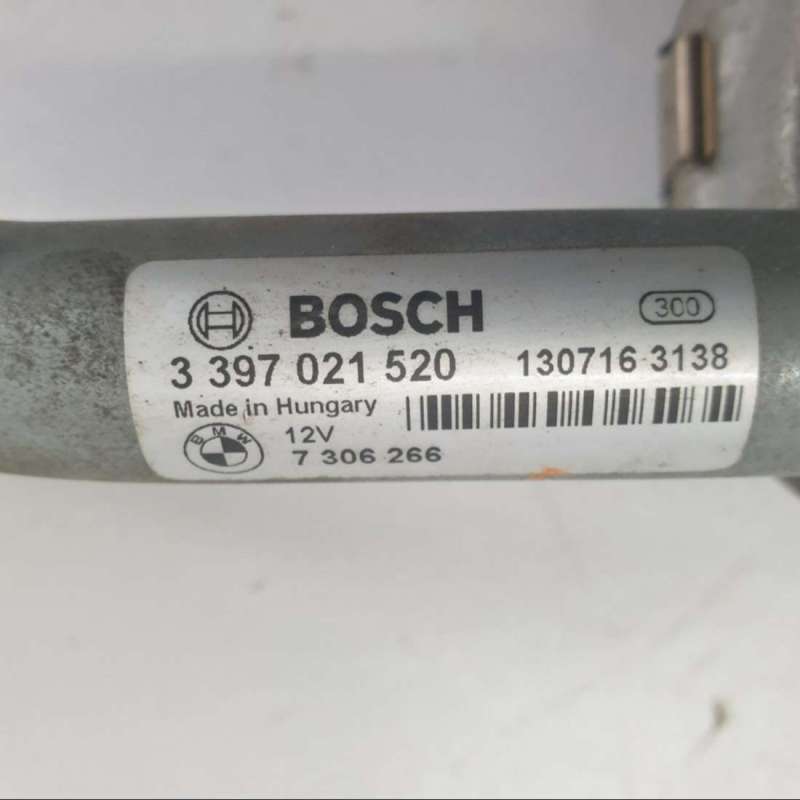 BOSCH 300
3 397 021 520 130716 3138
Made in Hungary
BMW 12V
7 306 266